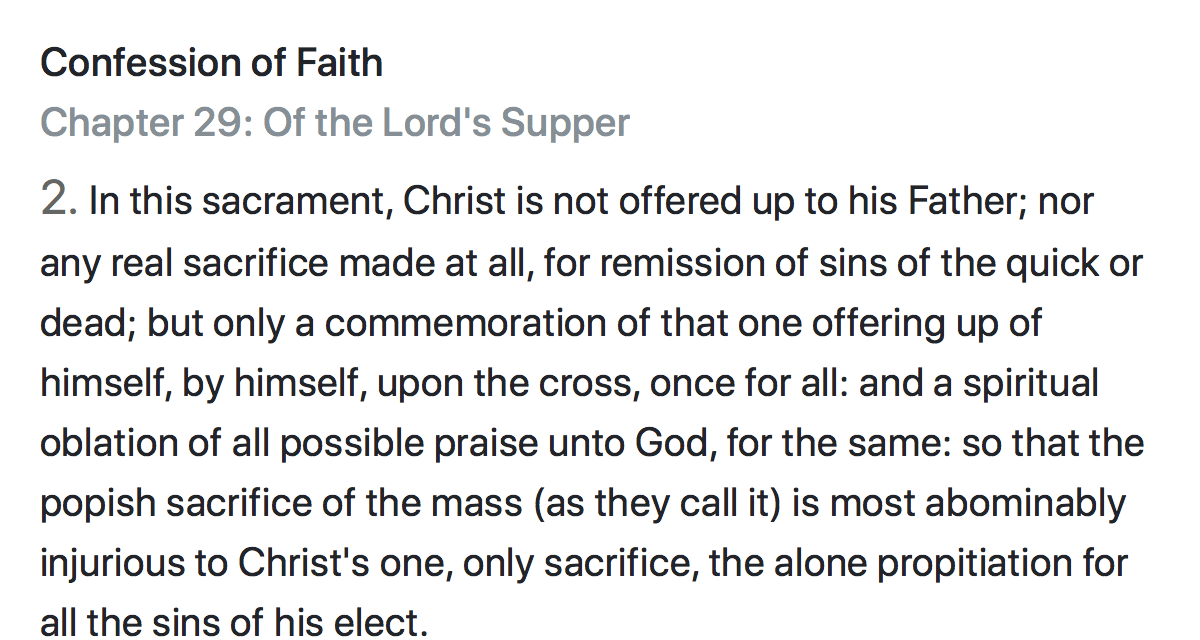 Confession of Faith
Chapter 29: Of the Lord's Supper
2. In this sacrament, Christ is not offered up to his Father; nor
any real sacrifice made at all, for remission of sins of the quick or
dead; but only a commemoration of that one offering up of
himself, by himself, upon the cross, once for all: and a spiritual
oblation of all possible praise unto God, for the same: so that the
popish sacrifice of the mass (as they call it) is most abominably
injurious to Christ's one, only sacrifice, the alone propitiation for
all the sins of his elect.